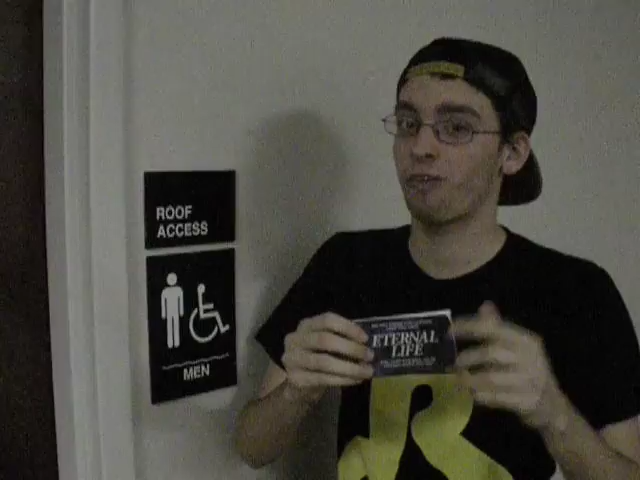 ROOF
ACCESS
MEN
ETERNAL
LIFE
R